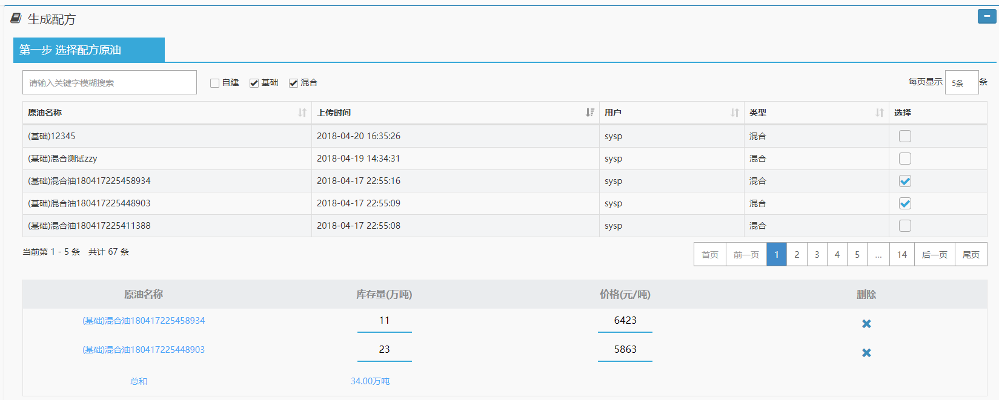 生成配方
第一步 选择配方原油
请输入关键字模糊搜索 自建 基础 混合 每页显示 5条 条
原油名称 上传时间 用户 类型 选择
(基础)12345 2018-04-20 16:35:26 sysp 混合
(基础)混合测试zzy 2018-04-19 14:34:31 sysp 混合
(基础)混合油180417225458934 2018-04-17 22:55:16 sysp 混合
(基础)混合油180417225448903 2018-04-17 22:55:09 sysp 混合
(基础)混合油180417225411388 2018-04-17 22:55:08 sysp 混合
当前第 1 - 5 条 共计 67 条 首页 前一页 1 2 3 4 5 ... 14 后一页 尾页
原油名称 库存量(万吨) 价格(元/吨) 删除
(基础)混合油180417225458934 11 6423
(基础)混合油180417225448903 23 5863
总和 34.00万吨